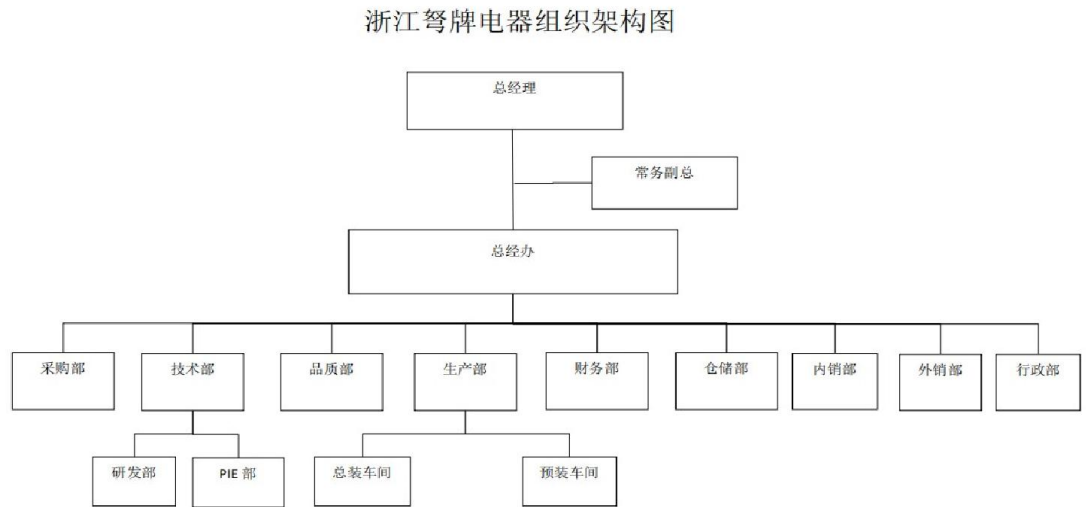 浙江弩牌电器组织架构图
总经理
常务副总
总经办
采购部
技术部
品质部
生产部
财务部
仓储部
内销部
外销部
行政部
研发部
PIE 部
总装车间
预装车间